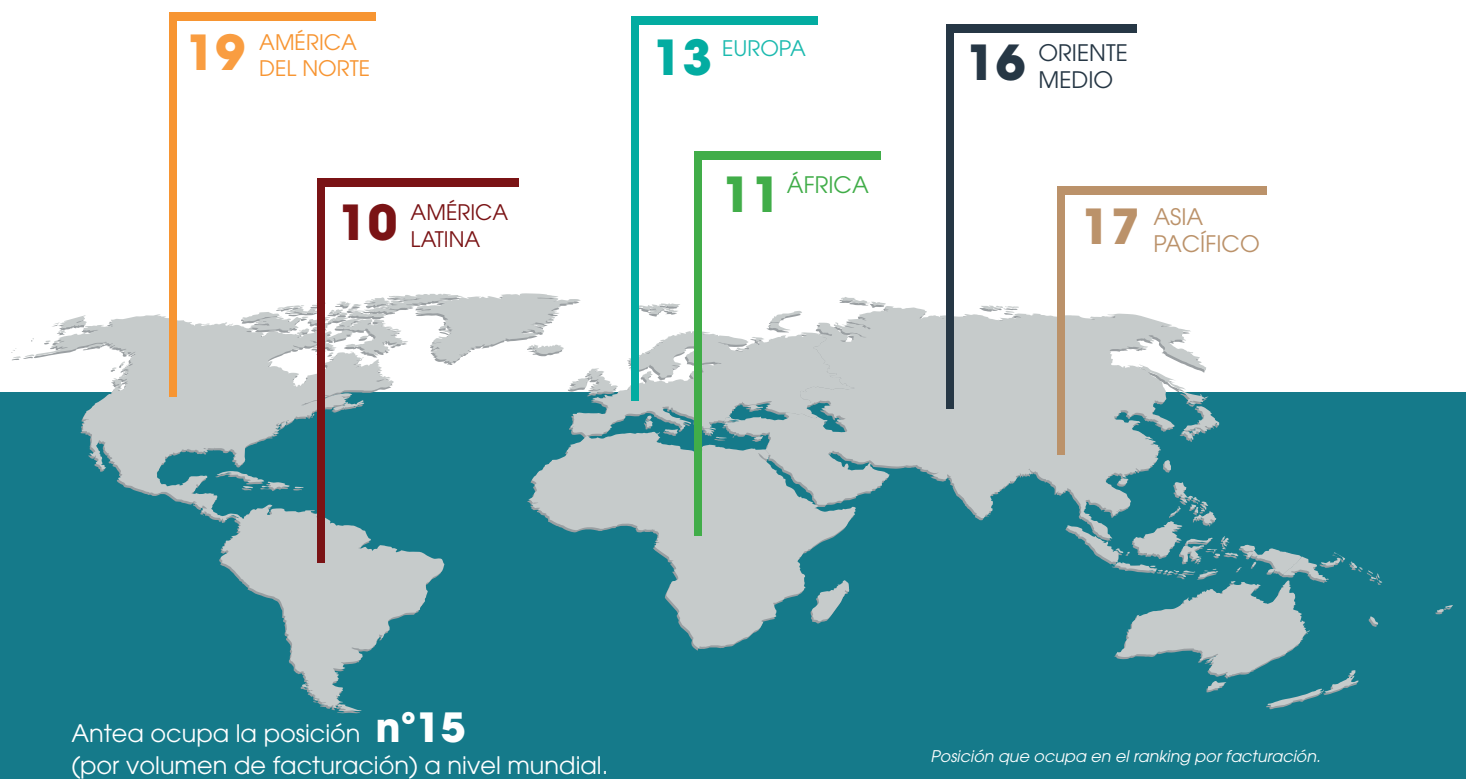 19 AMÉRICA
DEL NORTE
13 EUROPA
16 ORIENTE
MEDIO
10 AMÉRICA
LATINA
11 ÁFRICA
17 ASIA
PACÍFICO
Antea ocupa la posición nº15
(por volumen de facturación) a nivel mundial.
Posición que ocupa en el ranking por facturación.